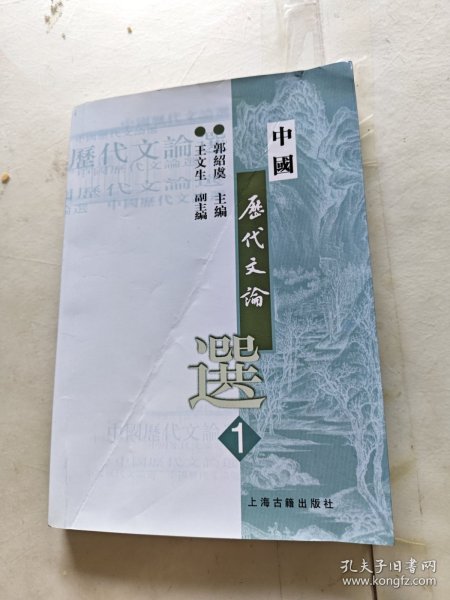 中國
歷代文論
選
1
郭紹虞 主編
王文生 副主編
上海古籍出版社
孔夫子旧书网
www.kongfz.com